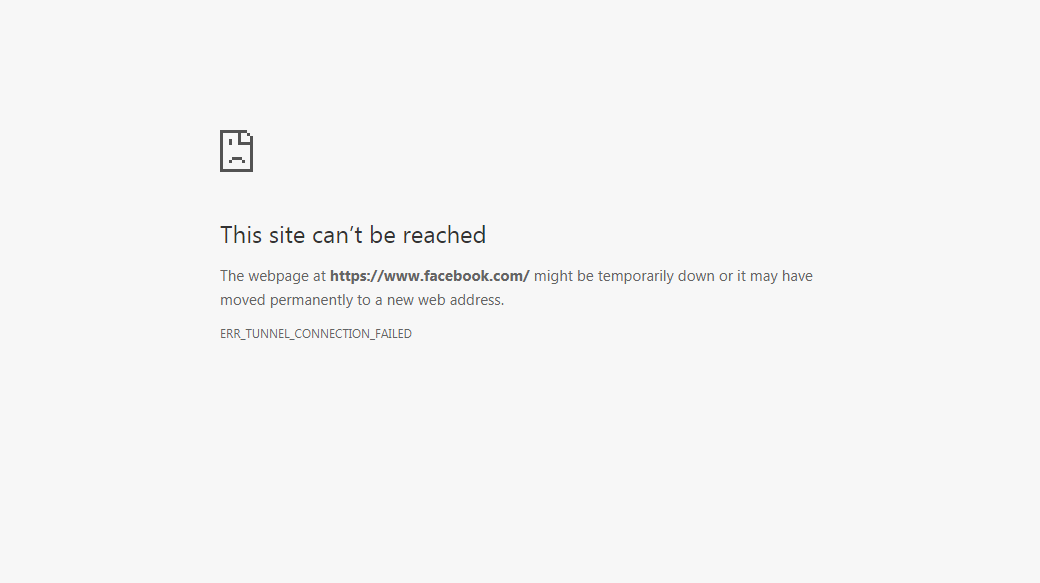 This site can’t be reached
The webpage at https://www.facebook.com/ might be temporarily down or it may have
moved permanently to a new web address.
ERR_TUNNEL_CONNECTION_FAILED